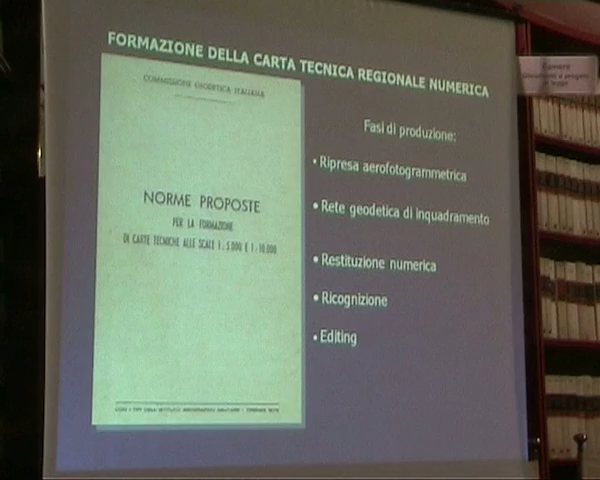 FORMAZIONE DELLA CARTA TECNICA REGIONALE NUMERICA
COMMISSIONE GEODETICA ITALIANA
NORME PROPOSTE
PER LA FORMAZIONE
DI CARTE TECNICHE ALLE SCALE 1:5.000 E 1:10.000
Fasi di produzione:
• Ripresa aerofotogrammetrica
• Rete geodetica di inquadramento
• Restituzione numerica
• Ricognizione
• Editing
Camera